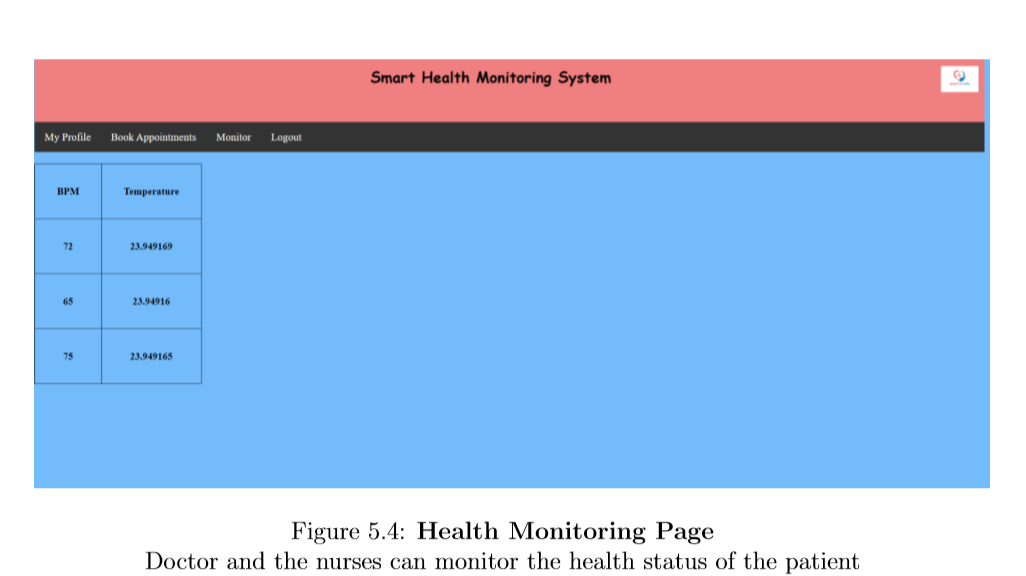 Smart Health Monitoring System
My Profile Book Appointments Monitor Logout
BPM Temperature
72 23.949169
65 23.94916
75 23.949165
Figure 5.4: Health Monitoring Page
Doctor and the nurses can monitor the health status of the patient